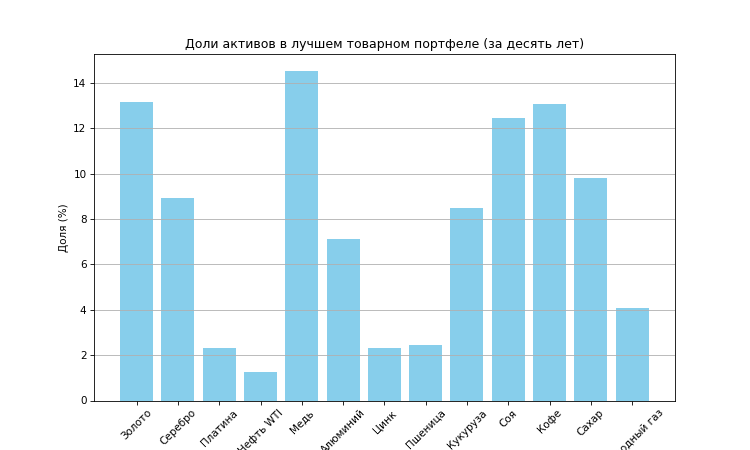 Доли активов в лучшем товарном портфеле (за десять лет)
Доля (%)
14
12
10
8
6
4
2
0
Золото
Серебро
Платина
Нефть WTI
Медь
Алюминий
Цинк
Пшеница
Кукуруза
Соя
Кофе
Сахар
газ